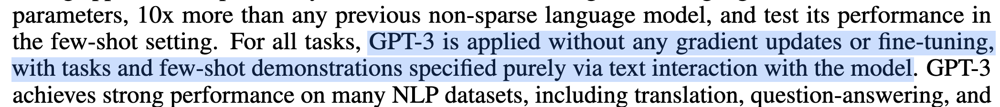 parameters, 10x more than any previous non-sparse language model, and test its performance in
the few-shot setting. For all tasks, GPT-3 is applied without any gradient updates or fine-tuning,
with tasks and few-shot demonstrations specified purely via text interaction with the model. GPT-3
achieves strong performance on many NLP datasets, including translation, question-answering, and